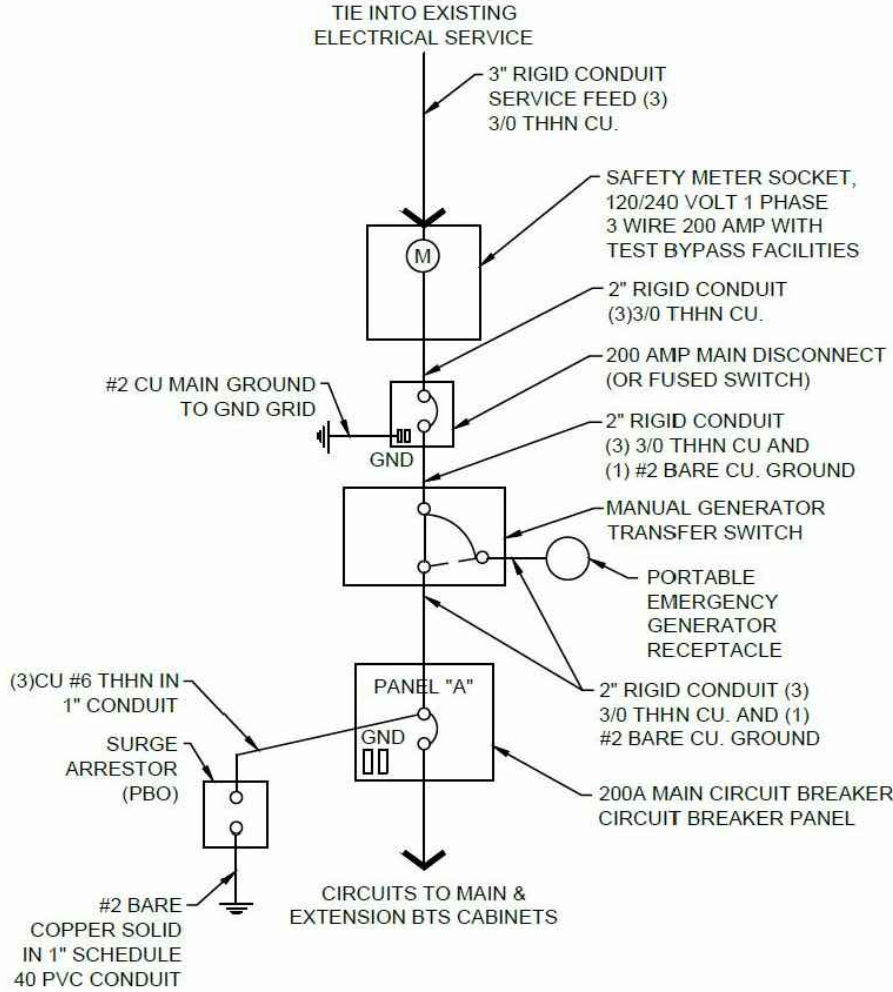 TIE INTO EXISTING
ELECTRICAL SERVICE
3" RIGID CONDUIT
SERVICE FEED (3)
3/0 THHN CU.
SAFETY METER SOCKET,
120/240 VOLT 1 PHASE
3 WIRE 200 AMP WITH
TEST BYPASS FACILITIES
M
2" RIGID CONDUIT
(3)3/0 THHN CU.
200 AMP MAIN DISCONNECT
(OR FUSED SWITCH)
#2 CU MAIN GROUND
TO GND GRID
GND
2" RIGID CONDUIT
(3) 3/0 THHN CU AND
(1) #2 BARE CU. GROUND
MANUAL GENERATOR
TRANSFER SWITCH
PORTABLE
EMERGENCY
GENERATOR
RECEPTACLE
(3)CU #6 THHN IN
1" CONDUIT
PANEL "A"
2" RIGID CONDUIT (3)
3/0 THHN CU. AND (1)
#2 BARE CU. GROUND
SURGE
ARRESTOR
(PBO)
GND
200A MAIN CIRCUIT BREAKER
CIRCUIT BREAKER PANEL
CIRCUITS TO MAIN &
EXTENSION BTS CABINETS
#2 BARE
COPPER SOLID
IN 1" SCHEDULE
40 PVC CONDUIT